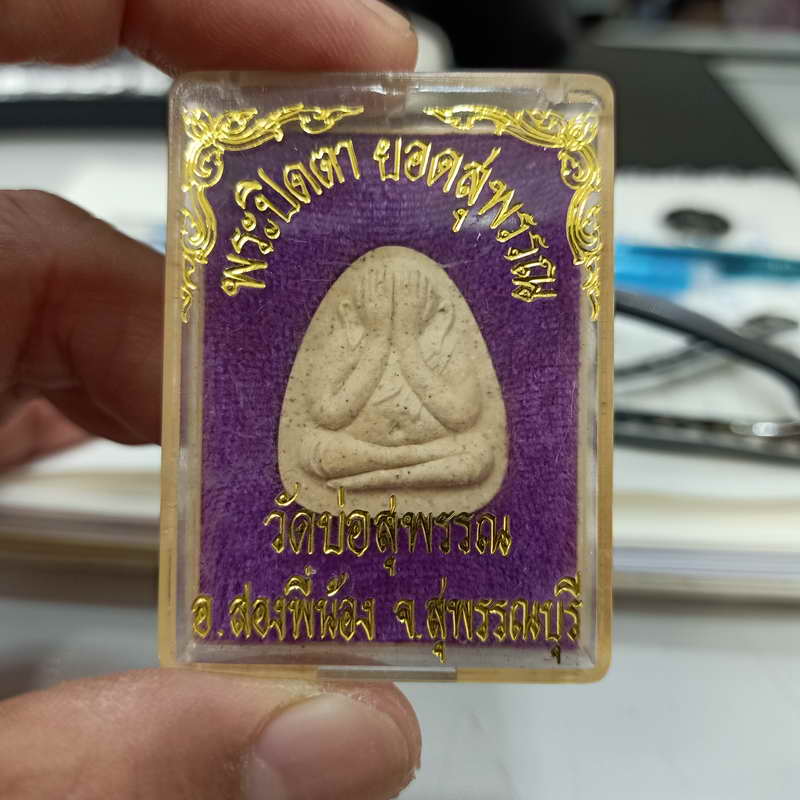 พระปิดตา ยอดสุพรรณ
วัดบ่อสุพรรณ
อ.สองพี่น้อง จ.สุพรรณบุรี